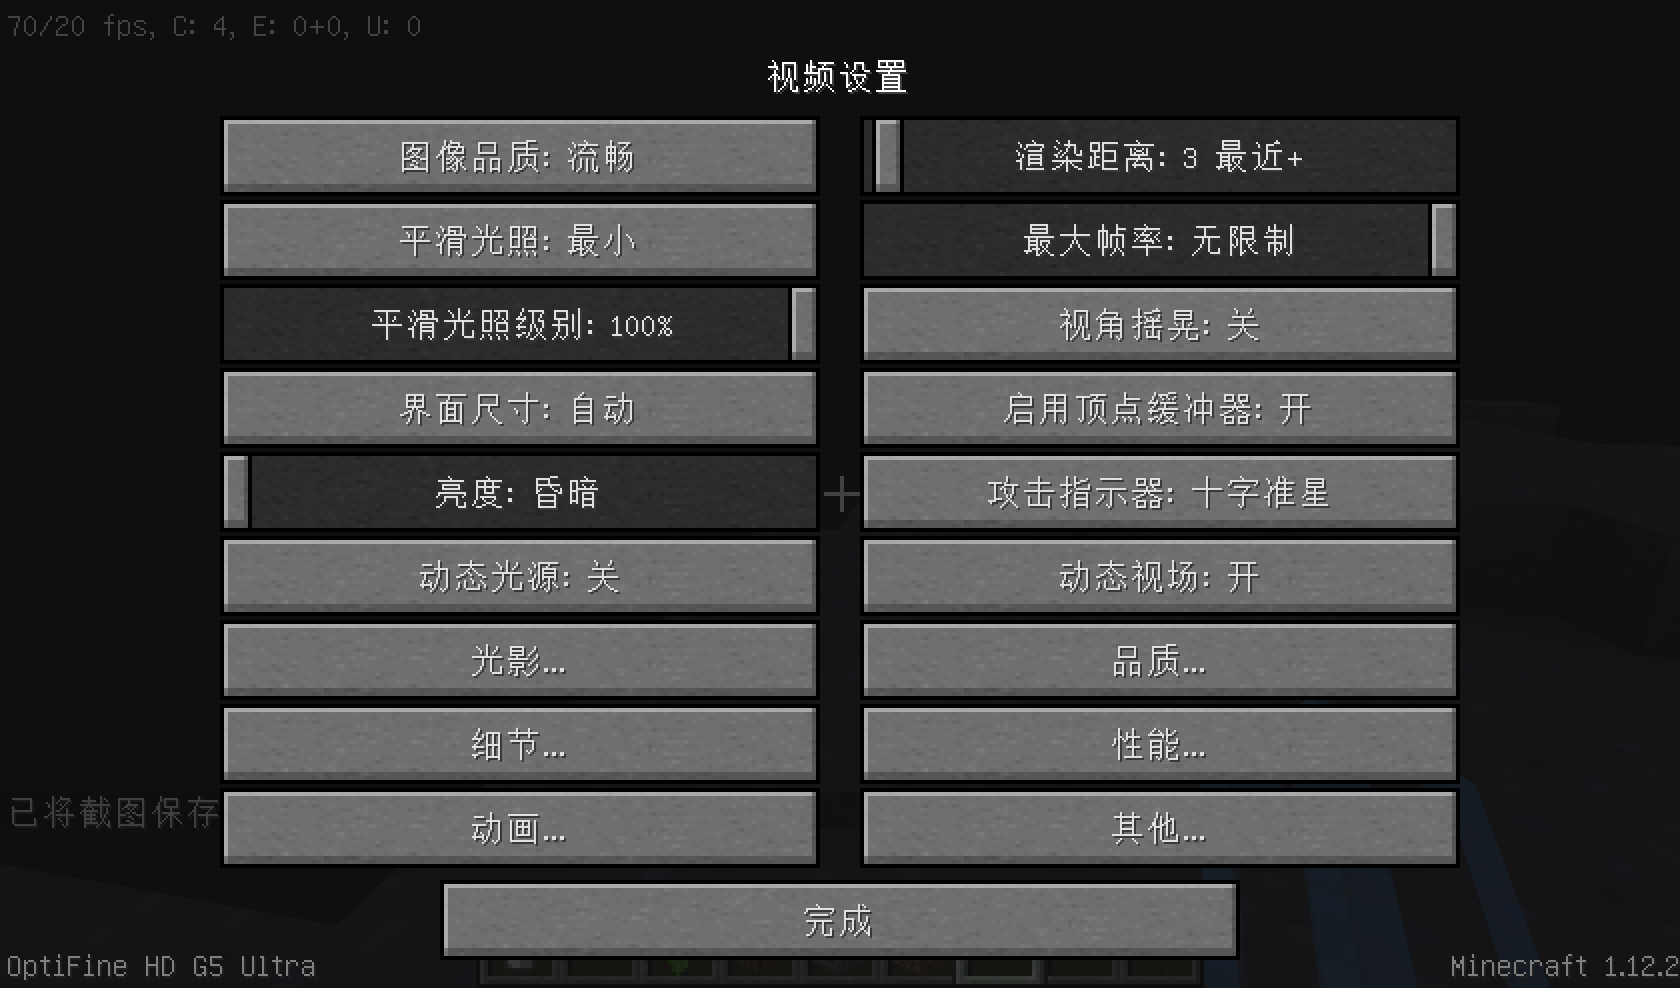 70/20 fps, C: 4, E: 0+0, U: 0
视频设置
图像品质: 流畅
渲染距离: 3 最近+
平滑光照: 最小
最大帧率: 无限制
平滑光照级别: 100%
视角摇晃: 关
界面尺寸: 自动
启用顶点缓冲器: 开
亮度: 昏暗
攻击指示器: 十字准星
动态光源: 关
动态视场: 开
光影...
品质...
细节...
性能...
已将截图保存
动画...
其他...
完成
OptiFine HD G5 Ultra
Minecraft 1.12.2